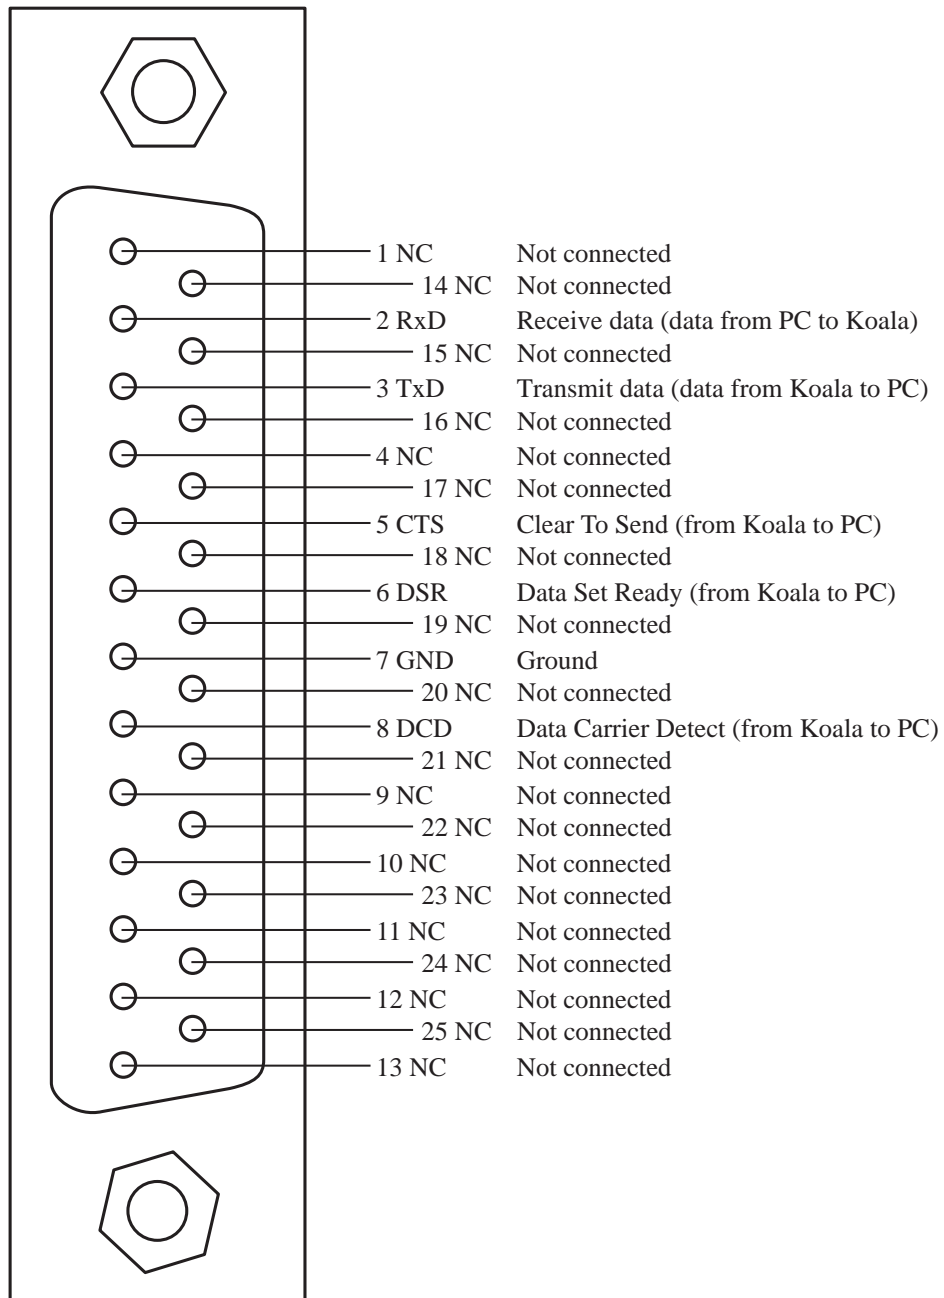 1 NC Not connected
14 NC Not connected
2 RxD Receive data (data from PC to Koala)
15 NC Not connected
3 TxD Transmit data (data from Koala to PC)
16 NC Not connected
4 NC Not connected
17 NC Not connected
5 CTS Clear To Send (from Koala to PC)
18 NC Not connected
6 DSR Data Set Ready (from Koala to PC)
19 NC Not connected
7 GND Ground
20 NC Not connected
8 DCD Data Carrier Detect (from Koala to PC)
21 NC Not connected
9 NC Not connected
22 NC Not connected
10 NC Not connected
23 NC Not connected
11 NC Not connected
24 NC Not connected
12 NC Not connected
25 NC Not connected
13 NC Not connected